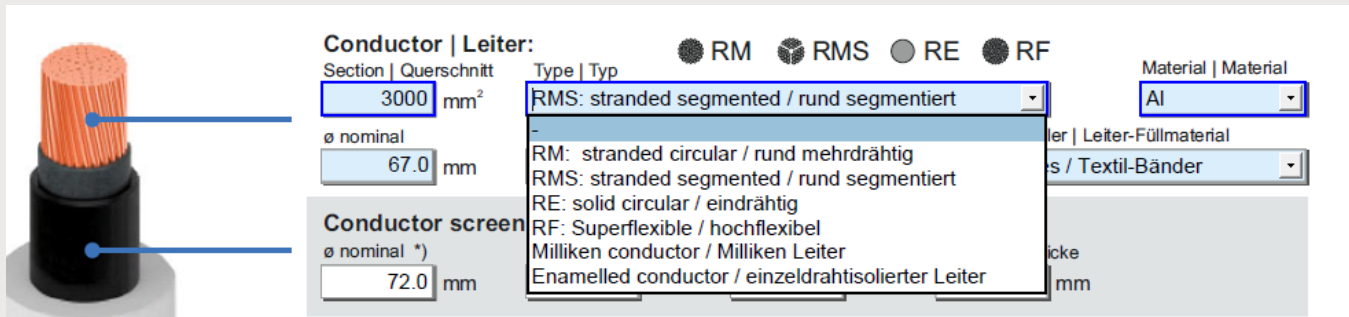 Conductor | Leiter:
RM RMS RE RF
Section | Querschnitt Type | Typ Material | Material
3000 mm² RMS: stranded segmented / rund segmentiert Al
ø nominal
-
67.0 mm
RM: stranded circular / rund mehrdrähtig
RMS: stranded segmented / rund segmentiert
RE: solid circular / eindrähtig
RF: Superflexible / hochflexibel
Milliken conductor / Milliken Leiter
Enamelled conductor / einzeldrahtisolierter Leiter
| Leiter-Füllmaterial
/ Textil-Bänder
Conductor screen
ø nominal *)
72.0 mm
mm